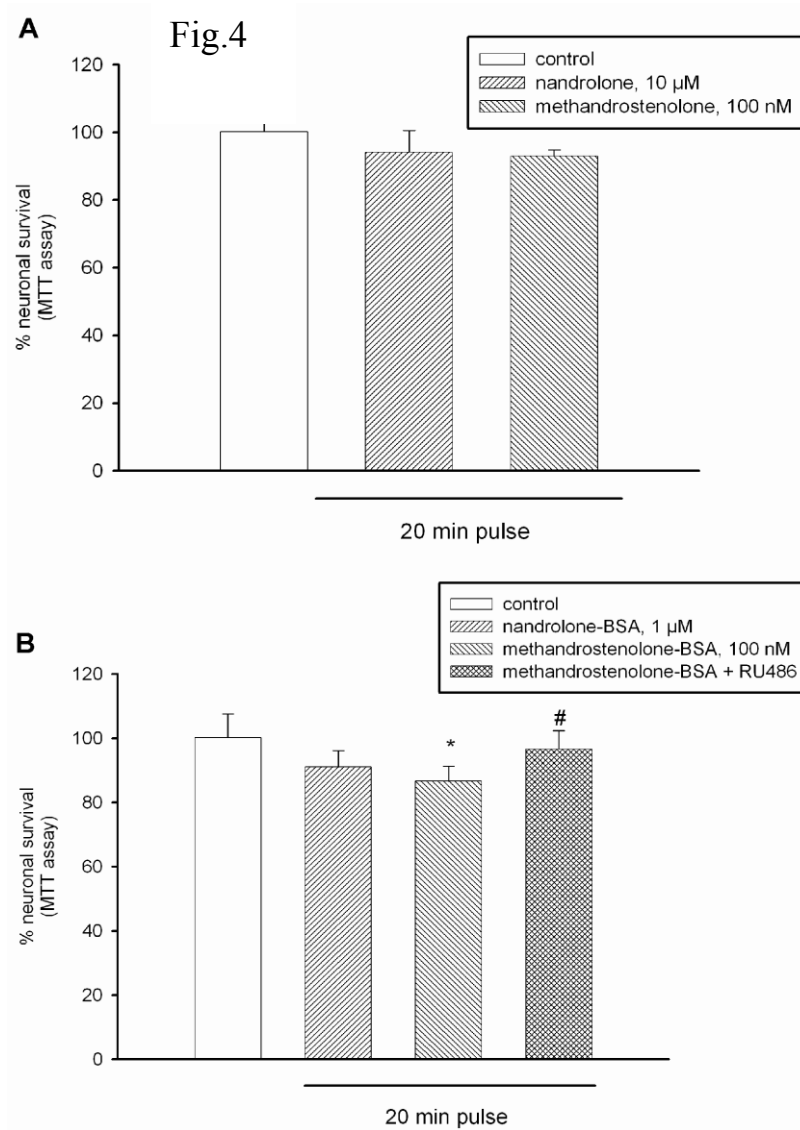 A
Fig.4
control
nandrolone, 10 µM
methandrostenolone, 100 nM
120
100
80
60
40
20
0
% neuronal survival
(MTT assay)
20 min pulse
B
control
nandrolone-BSA, 1 µM
methandrostenolone-BSA, 100 nM
methandrostenolone-BSA + RU486
120
100
80
60
40
20
0
% neuronal survival
(MTT assay)
*
#
20 min pulse